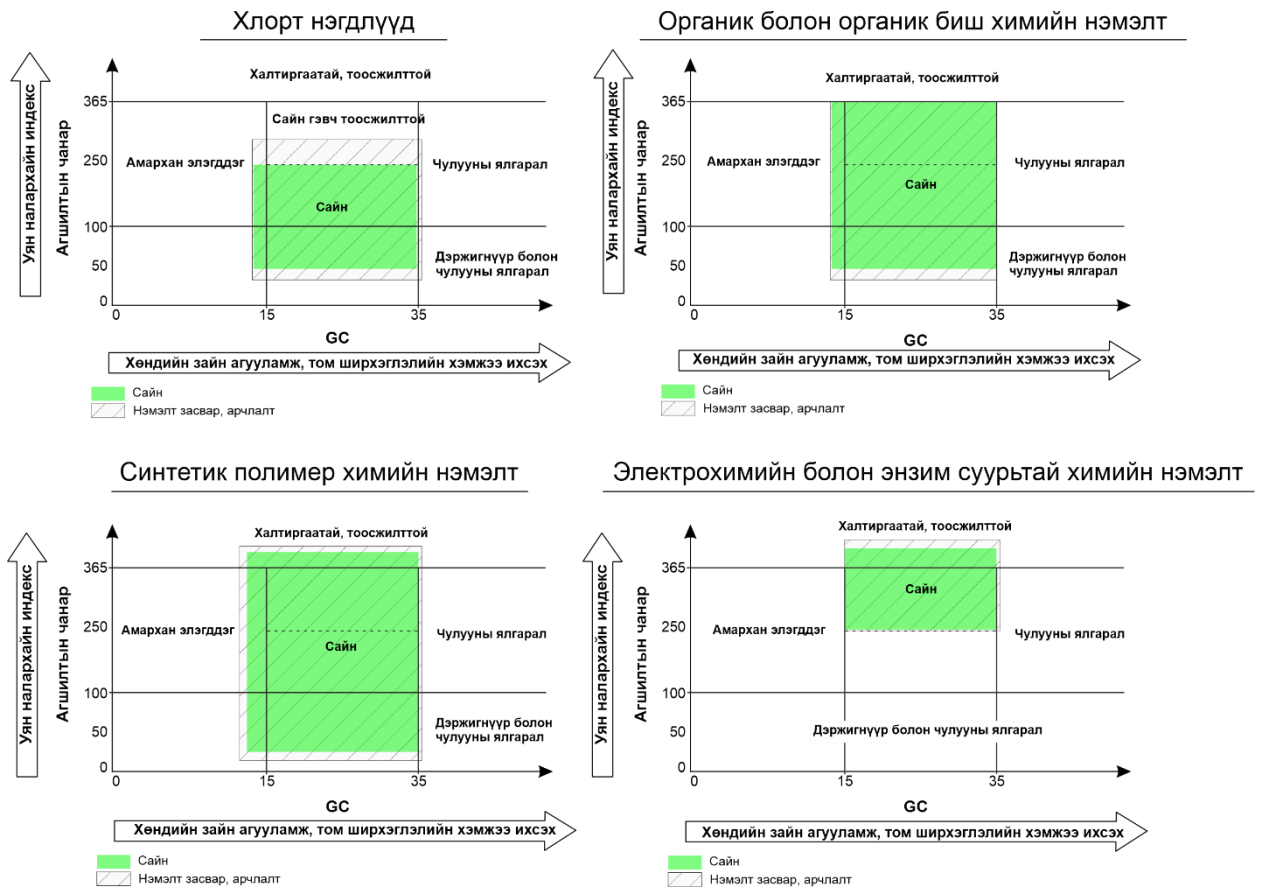 Хлорт нэгдлүүд
Уян налархайн индекс
Агшилтын чанар
Халтиргаатай, тоосжилттой
365
Сайн гэвч тоосжилттой
250
Амархан элэгддэг
Чулууны ялгарал
Сайн
100
50
Дэржигнүүр болон
чулууны ялгарал
0
0
15
35
GC
Хөндийн зайн агууламж, том ширхэглэлийн хэмжээ ихсэх
Сайн
Нэмэлт засвар, арчлалт
Органик болон органик биш химийн нэмэлт
Уян налархайн индекс
Агшилтын чанар
Халтиргаатай, тоосжилттой
365
250
Амархан элэгддэг
Чулууны ялгарал
Сайн
100
50
Дэржигнүүр болон
чулууны ялгарал
0
0
15
35
GC
Хөндийн зайн агууламж, том ширхэглэлийн хэмжээ ихсэх
Сайн
Нэмэлт засвар, арчлалт
Синтетик полимер химийн нэмэлт
Уян налархайн индекс
Агшилтын чанар
Халтиргаатай, тоосжилттой
365
250
Амархан элэгддэг
Чулууны ялгарал
Сайн
100
50
Дэржигнүүр болон
чулууны ялгарал
0
0
15
35
GC
Хөндийн зайн агууламж, том ширхэглэлийн хэмжээ ихсэх
Сайн
Нэмэлт засвар, арчлалт
Электрохимийн болон энзим суурьтай химийн нэмэлт
Уян налархайн индекс
Агшилтын чанар
Халтиргаатай, тоосжилттой
365
Сайн
250
Амархан элэгддэг
Чулууны ялгарал
100
50
Дэржигнүүр болон чулууны ялгарал
0
0
15
35
GC
Хөндийн зайн агууламж, том ширхэглэлийн хэмжээ ихсэх
Сайн
Нэмэлт засвар, арчлалт